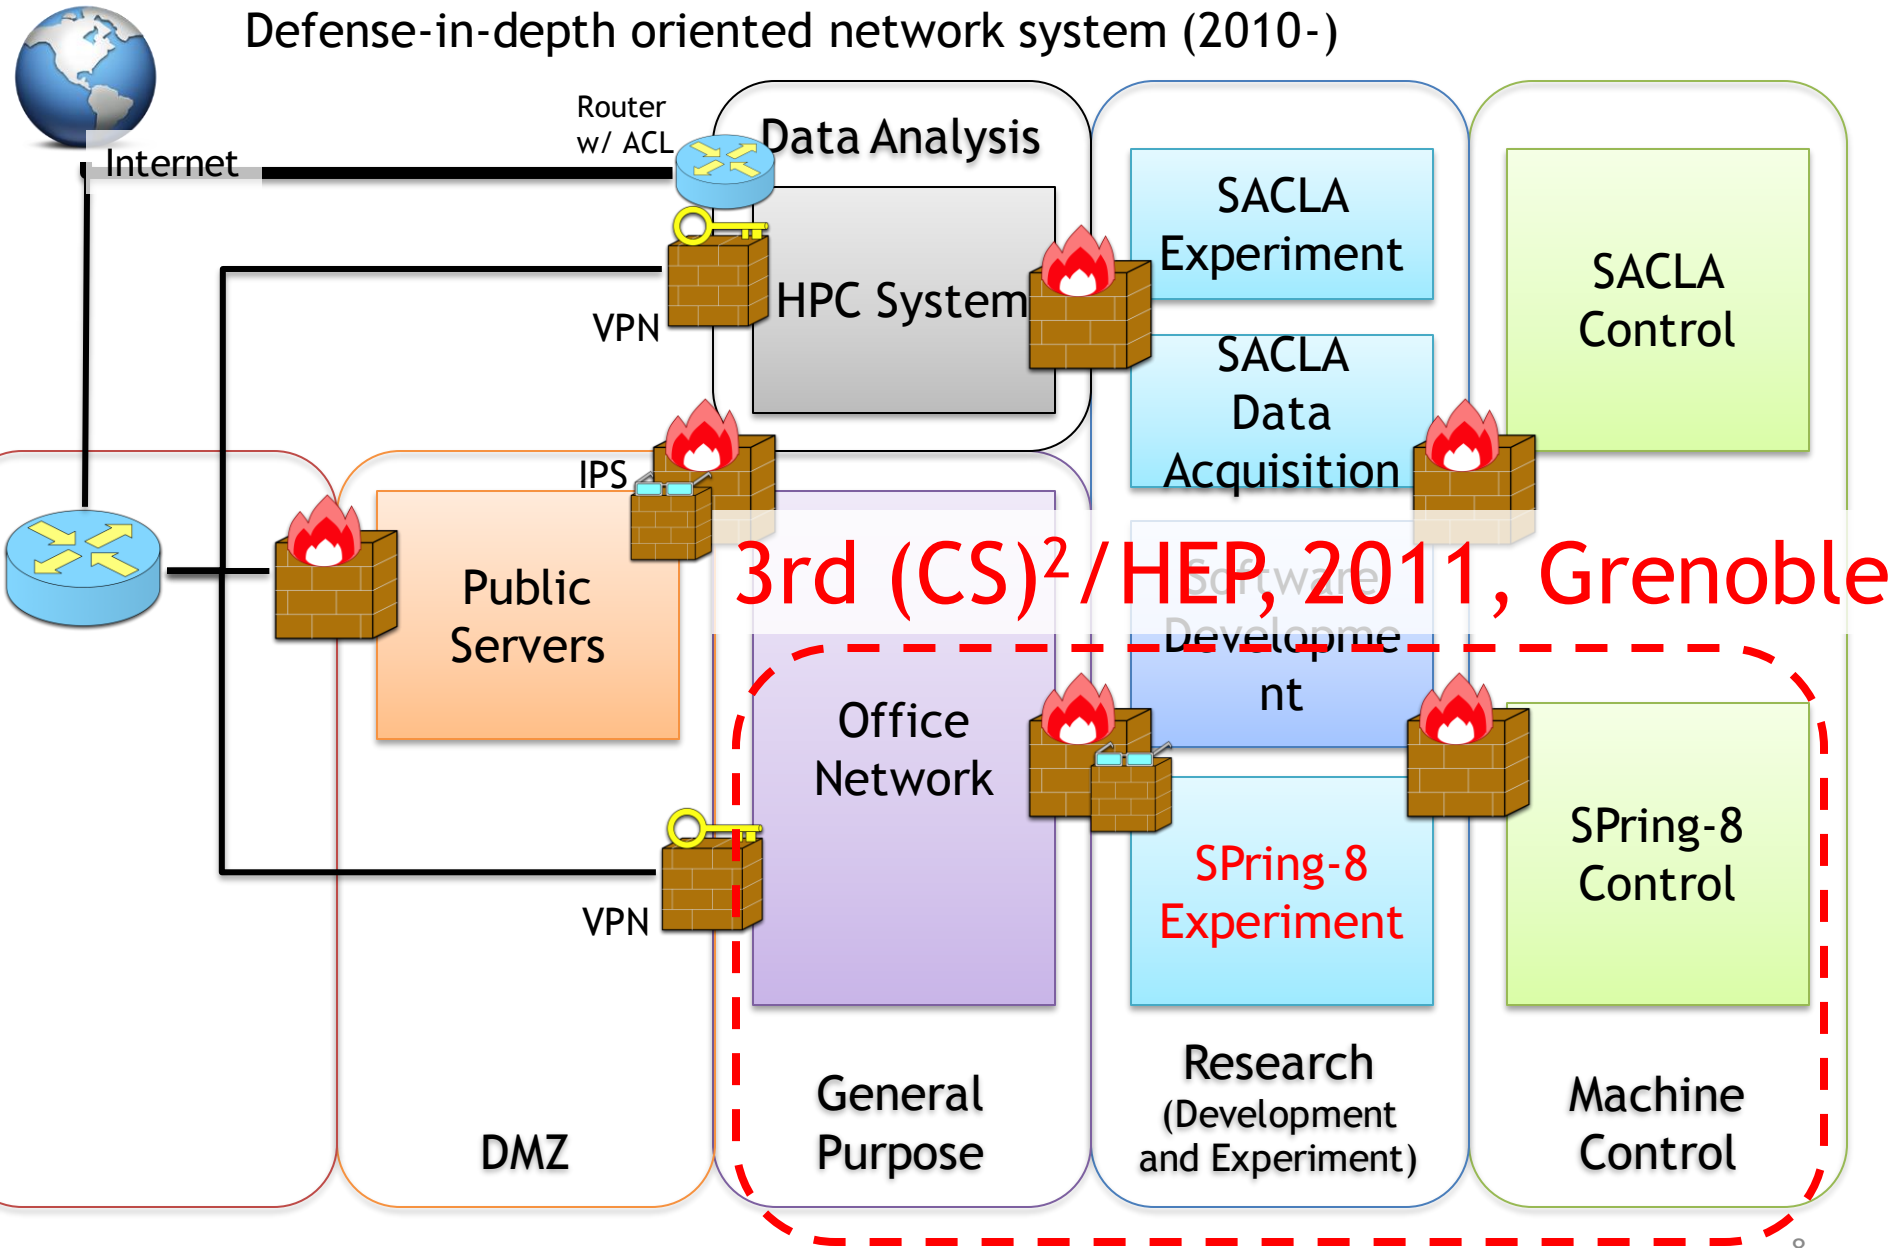 Defense-in-depth oriented network system (2010-)
Router
w/ ACL
Internet
Data Analysis
HPC System
VPN
SACLA
Experiment
SACLA
Control
SACLA
Data
Acquisition
IPS
Public
Servers
3rd (CS)²/HEP, 2011, Grenoble
Software
Developme
nt
Office
Network
SPring-8
Experiment
SPring-8
Control
VPN
DMZ
General
Purpose
Research
(Development
and Experiment)
Machine
Control